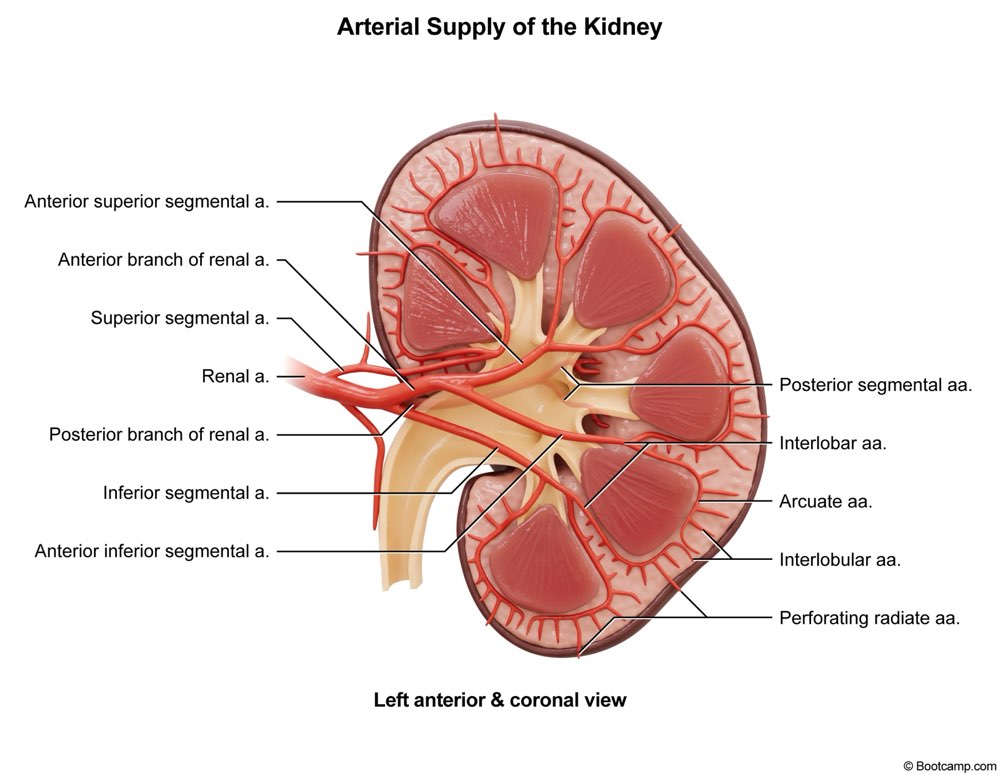 Arterial Supply of the Kidney
Anterior superior segmental a.
Anterior branch of renal a.
Superior segmental a.
Renal a.
Posterior branch of renal a.
Inferior segmental a.
Anterior inferior segmental a.
Posterior segmental aa.
Interlobar aa.
Arcuate aa.
Interlobular aa.
Perforating radiate aa.
Left anterior & coronal view
© Bootcamp.com